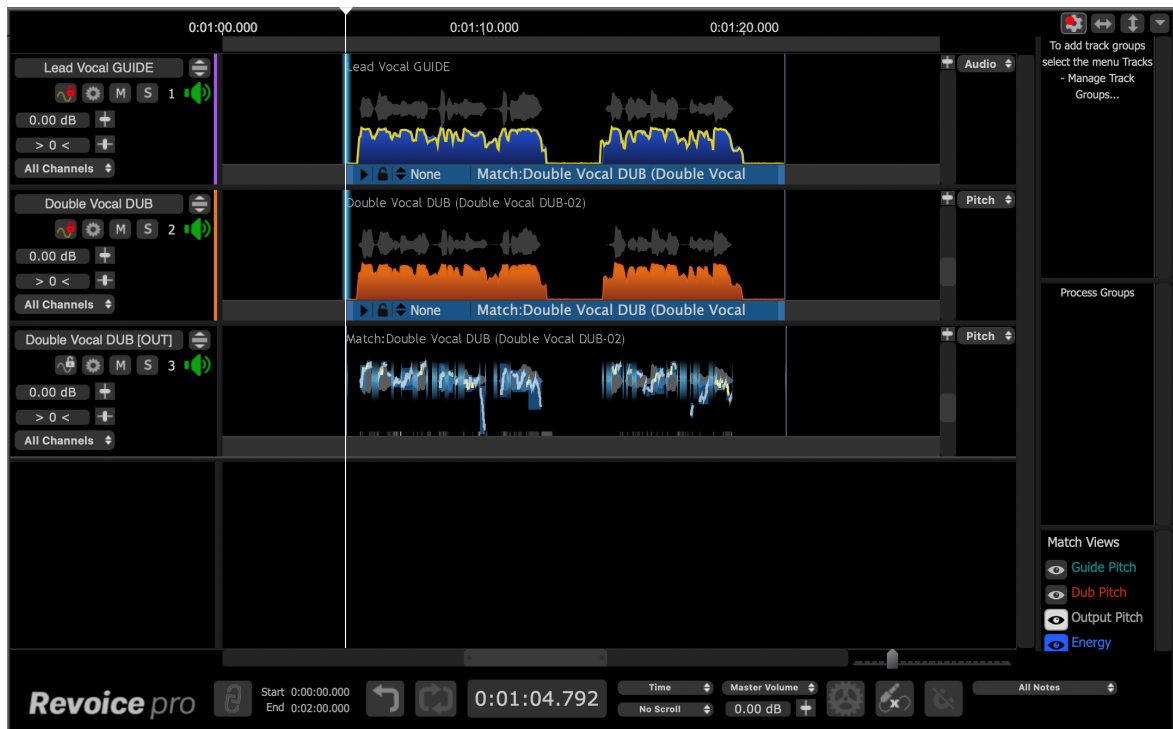 0:01:00.000
0:01:10.000
0:01:20.000
To add track groups
select the menu Tracks
- Manage Track
Groups...
Lead Vocal GUIDE
M S 1
0.00 dB
> 0 <
All Channels
Lead Vocal GUIDE
None
Match:Double Vocal DUB (Double Vocal
Audio
Double Vocal DUB
M S 2
0.00 dB
> 0 <
All Channels
Double Vocal DUB (Double Vocal DUB-02)
None
Match:Double Vocal DUB (Double Vocal
Pitch
Process Groups
Double Vocal DUB [OUT]
M S 3
0.00 dB
> 0 <
All Channels
Match:Double Vocal DUB (Double Vocal DUB-02)
Pitch
Match Views
Guide Pitch
Dub Pitch
Output Pitch
Energy
Revoice pro
Start 0:00:00.000
End 0:02:00.000
0:01:04.792
Time
No Scroll
Master Volume
0.00 dB
All Notes